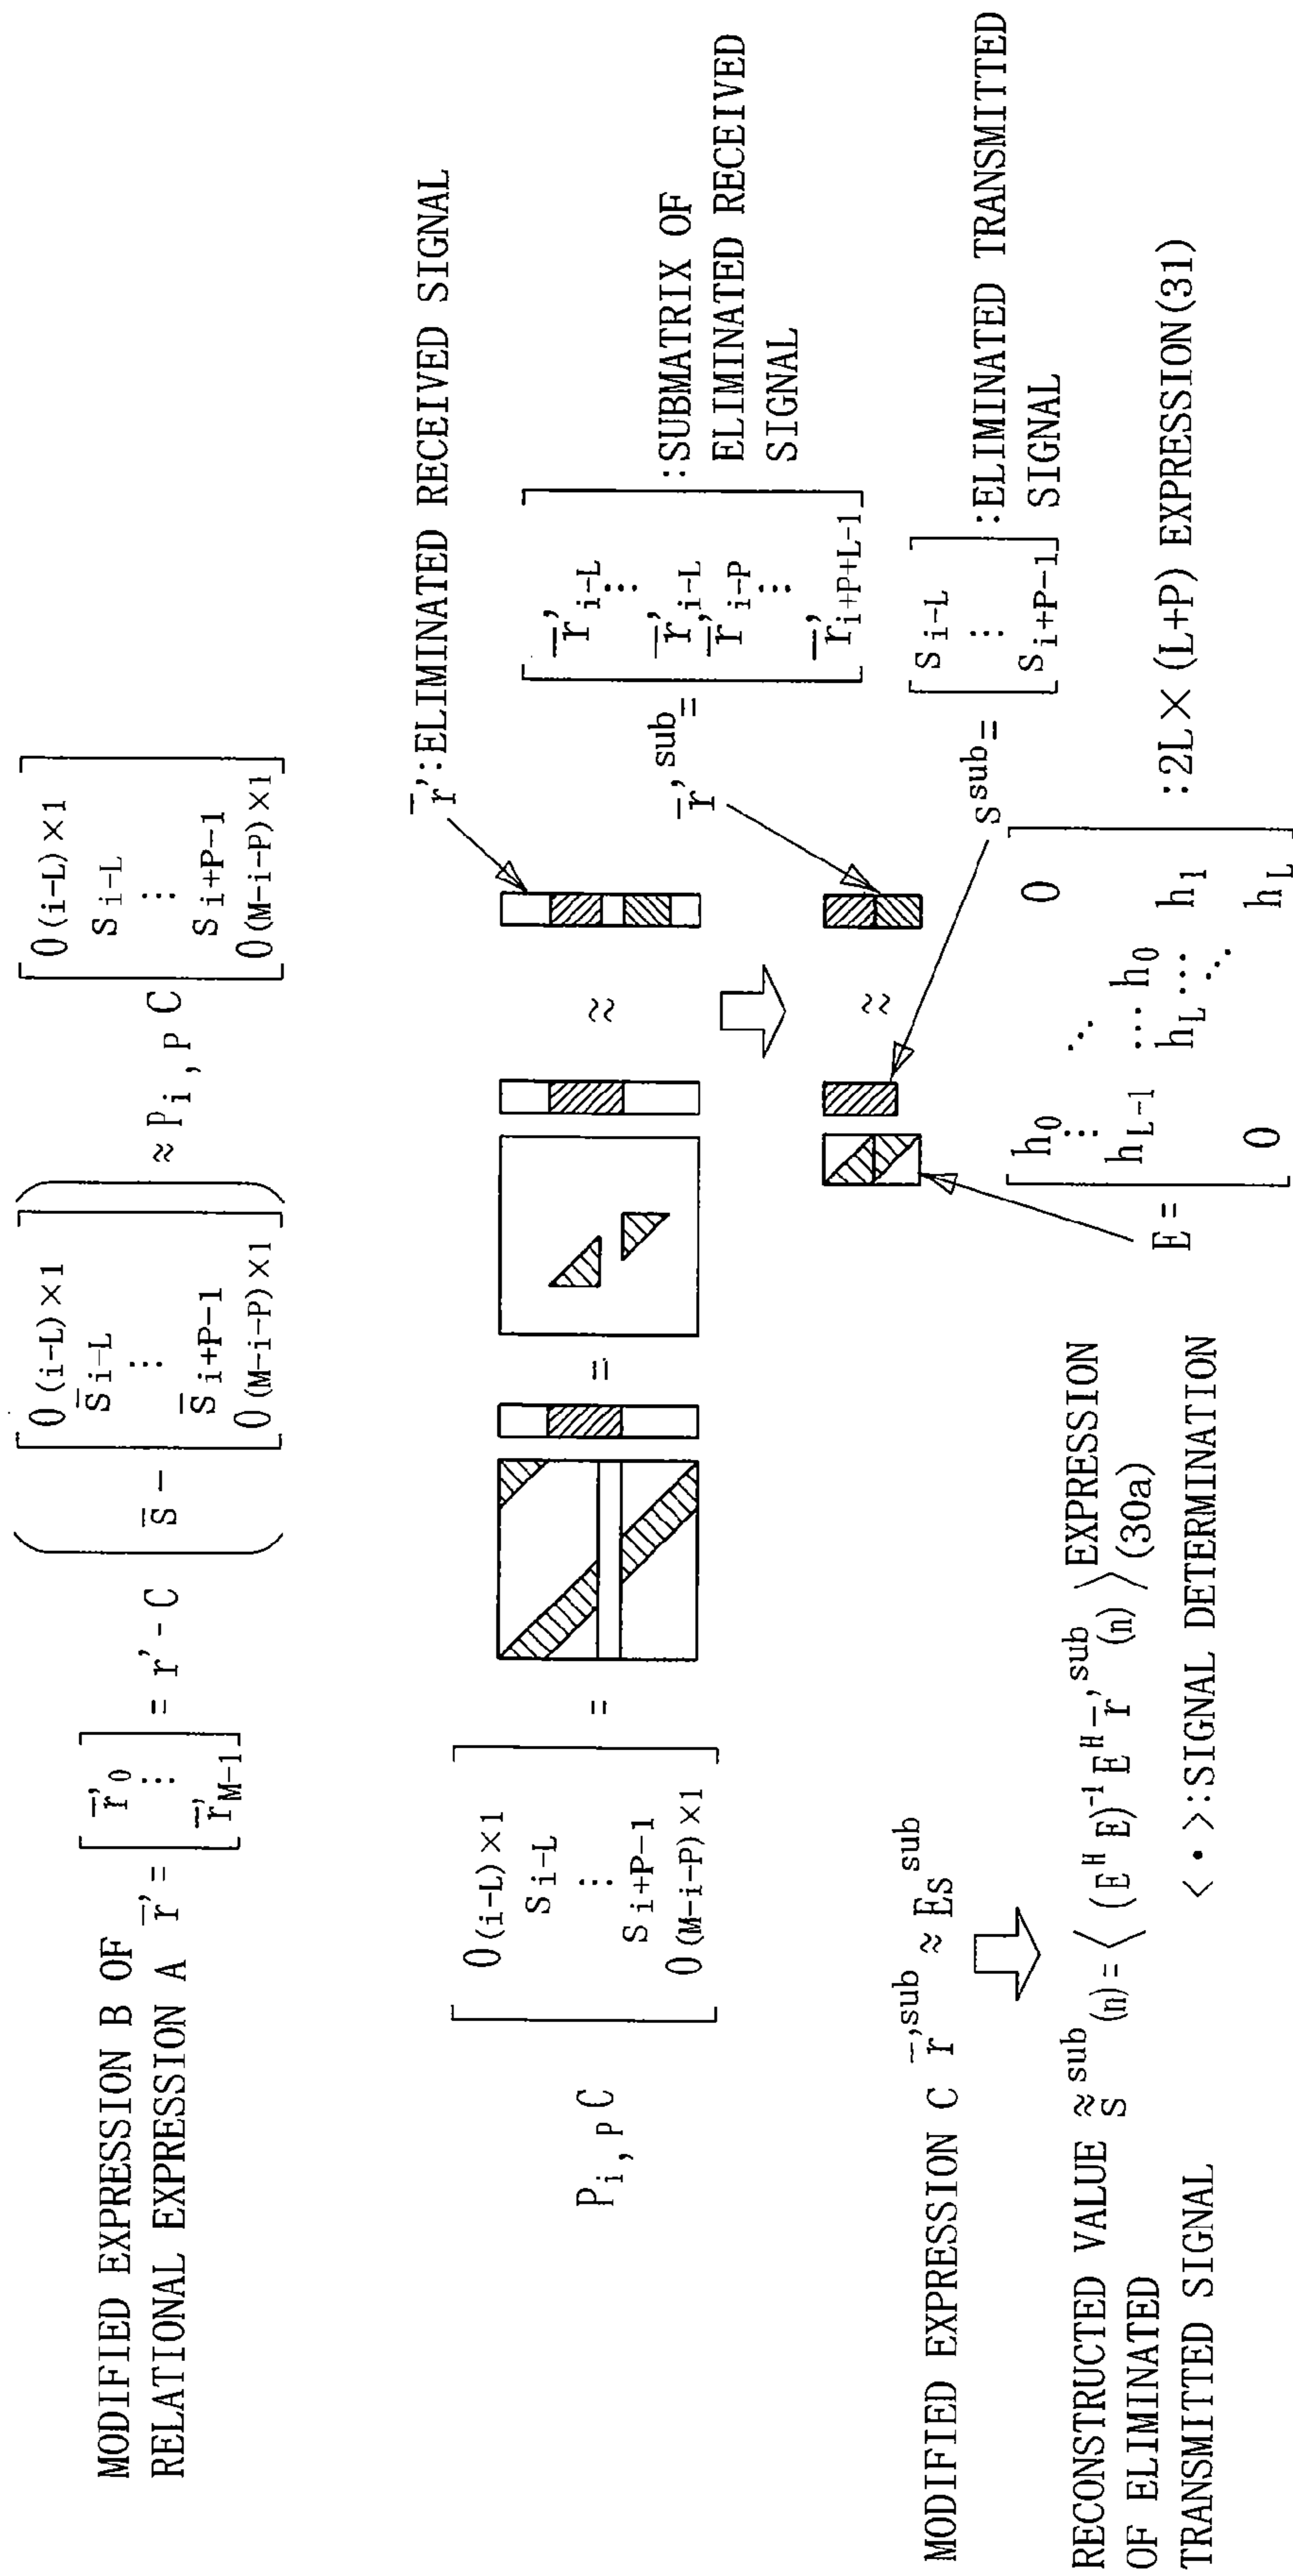 MODIFIED EXPRESSION B OF
RELATIONAL EXPRESSION A r̄' = [ r̄'₀ ⋮ r̄'M-1 ] = r' - C ( s̄ - [ 0(i-L)×1 s̄i-L ⋮ s̄i+P-1 0(M-i-P)×1 ] ) ≈ Pi,P C [ 0(i-L)×1 si-L ⋮ si+P-1 0(M-i-P)×1 ]
r̄':ELIMINATED RECEIVED SIGNAL
Pi,P C [ 0(i-L)×1 si-L ⋮ si+P-1 0(M-i-P)×1 ] = = ≈
≈
r̄'sub = [ r̄'i-L ⋮ r̄'i-L r̄'i-P ⋮ r̄'i+P+L-1 ] :SUBMATRIX OF
ELIMINATED RECEIVED
SIGNAL
MODIFIED EXPRESSION C r̄'sub ≈ Essub
ssub = [ si-L ⋮ si+P-1 ] :ELIMINATED TRANSMITTED
SIGNAL
RECONSTRUCTED VALUE
OF ELIMINATED
TRANSMITTED SIGNAL
≈s sub (n) = ⟨ (EH E)-1 EH r̄'sub (n) ⟩ EXPRESSION
(30a)
< • >:SIGNAL DETERMINATION
E = [ h0 0
⋮ ⋱
hL-1 … h0
hL … h1
⋱
0 hL ] :2L×(L+P) EXPRESSION(31)